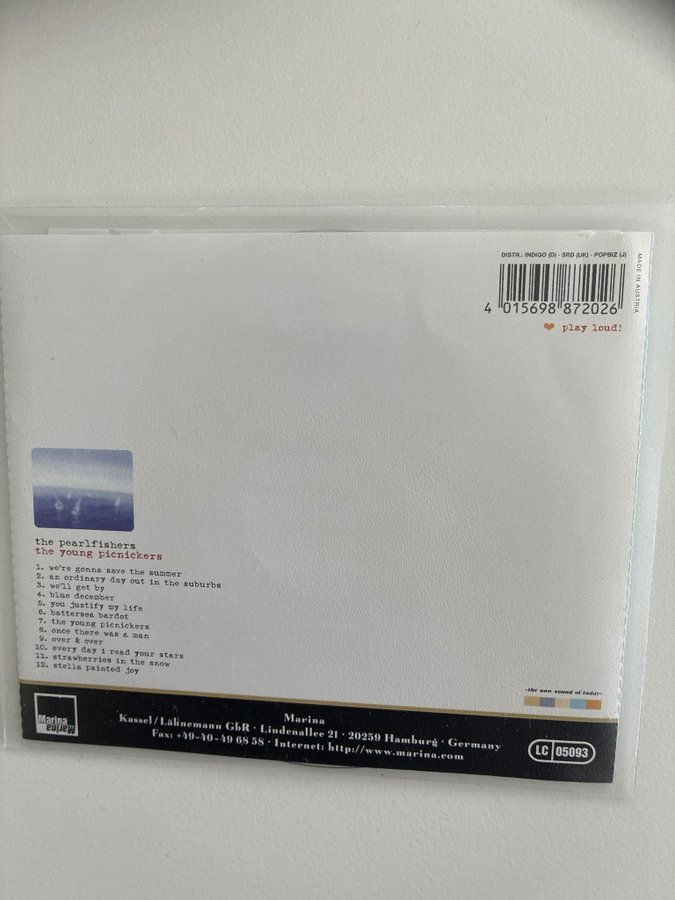 DISTR.: INDIGO (D) · SRD (UK) · POPBIZ (J)
MADE IN AUSTRIA
4 015698 872026
❤ play loud!
the pearlfishers
the young picnickers
1. we're gonna save the summer
2. an ordinary day out in the suburbs
3. we'll get by
4. blue december
5. you justify my life
6. battersea bardot
7. the young picnickers
8. once there was a man
9. over & over
10. every day i read your stars
11. strawberries in the snow
12. stella painted joy
·the new sound of today·
Marina
Marina
Marina
Kassel/Lähnemann GbR · Lindenallee 21 · 20259 Hamburg · Germany
Fax: +49-40-49 68 58 · Internet: http://www.marina.com
LC 05093